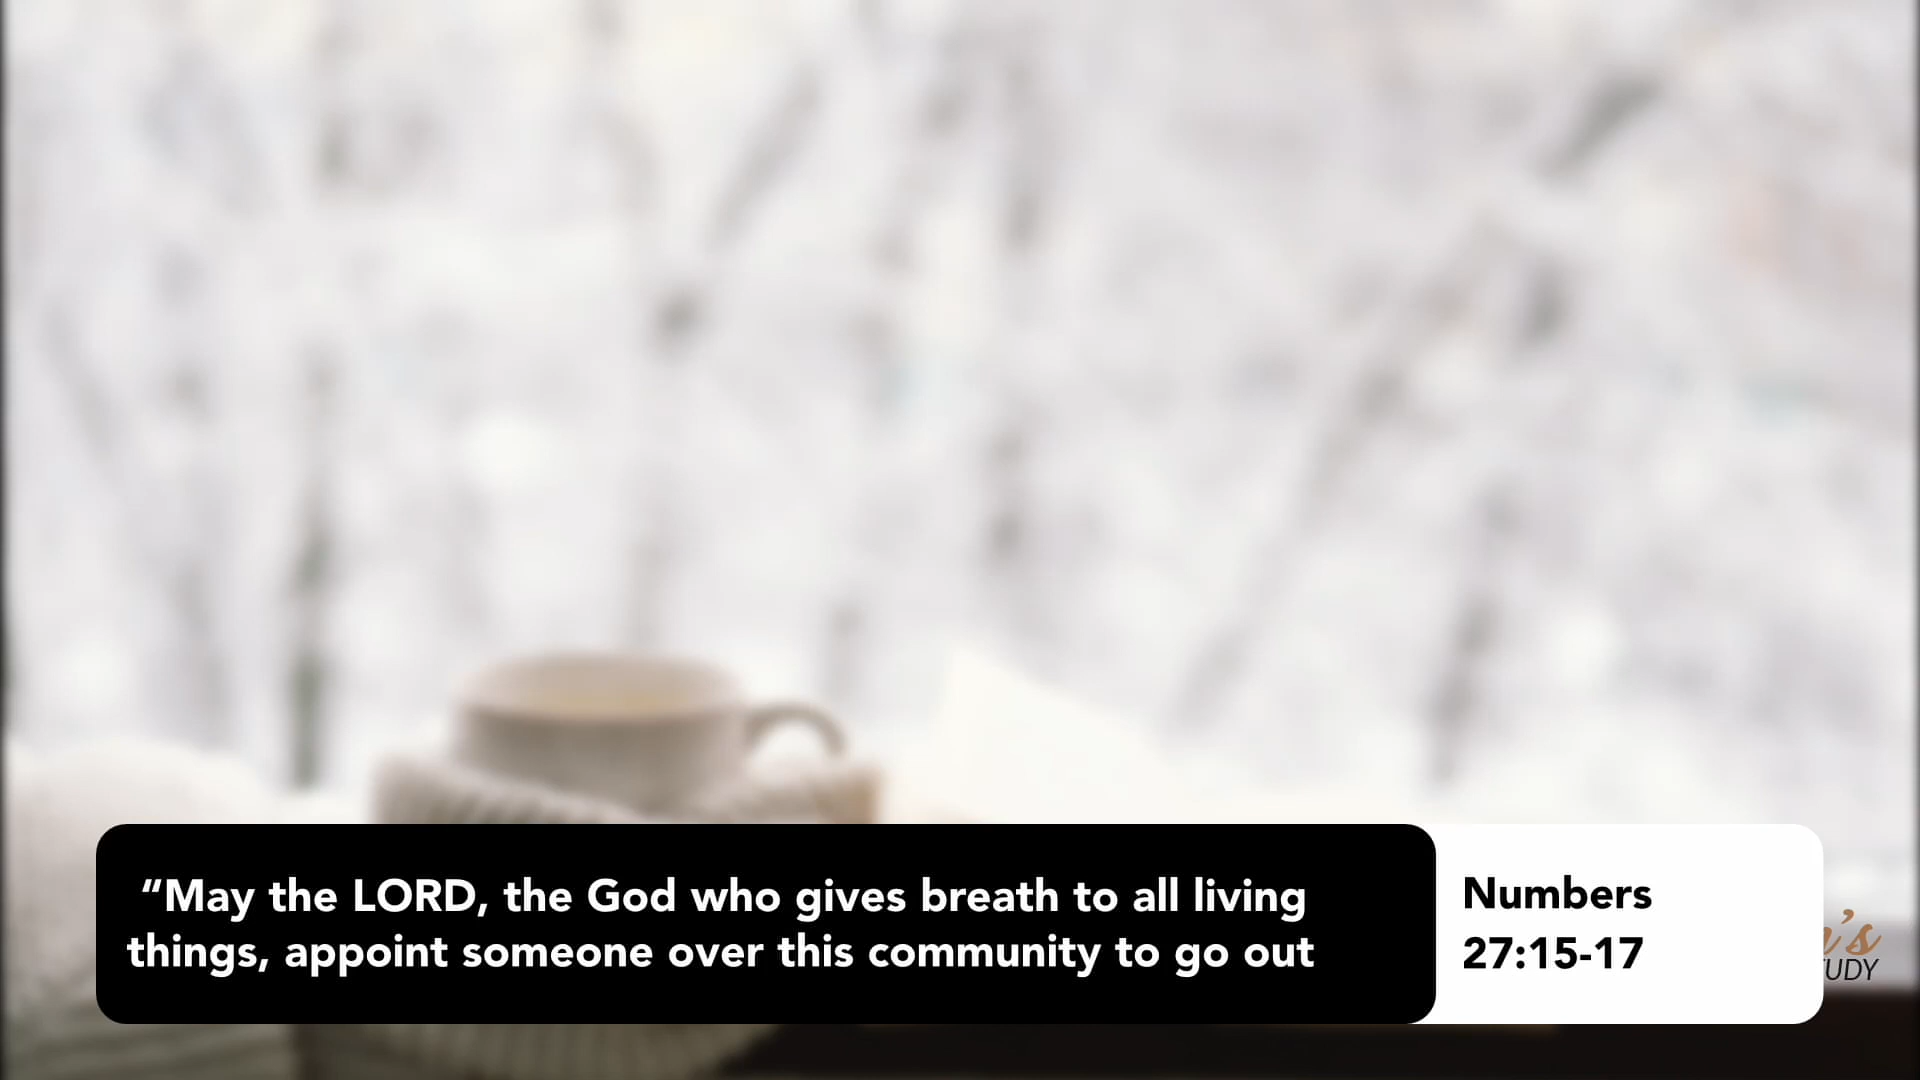 “May the LORD, the God who gives breath to all living
things, appoint someone over this community to go out
Numbers
27:15-17